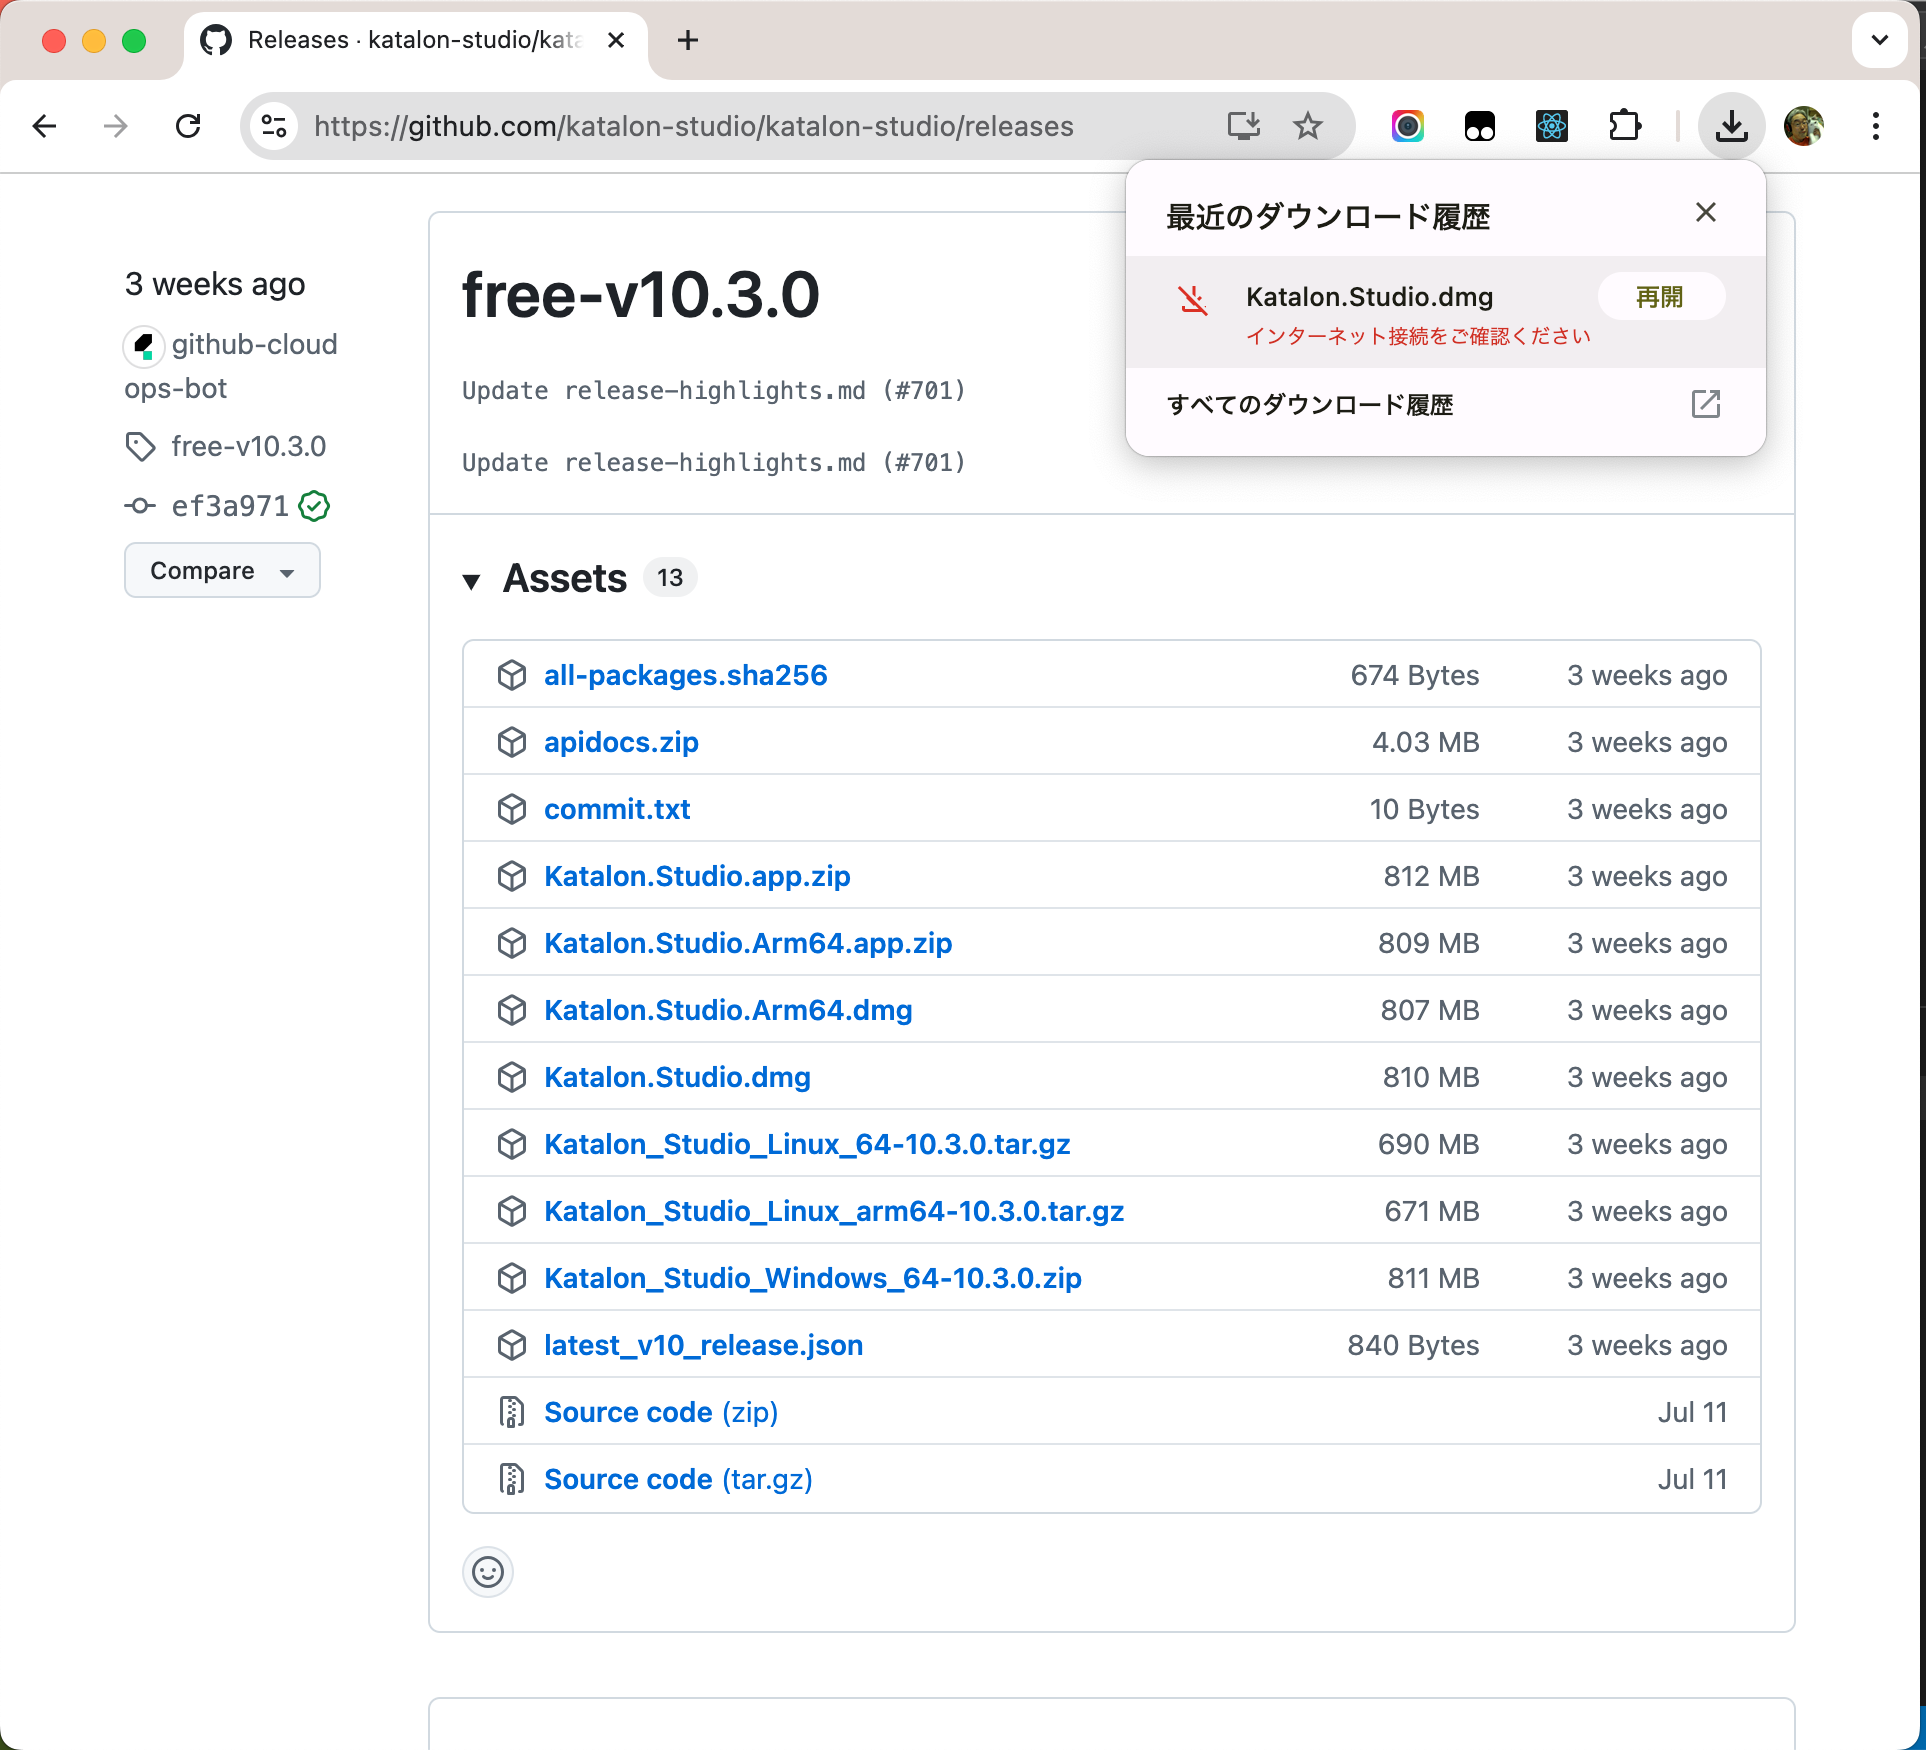 Releases · katalon-studio/kata
https://github.com/katalon-studio/katalon-studio/releases
最近のダウンロード履歴
Katalon.Studio.dmg
再開
インターネット接続をご確認ください
すべてのダウンロード履歴
3 weeks ago
github-cloud
ops-bot
free-v10.3.0
ef3a971
Compare
free-v10.3.0
Update release-highlights.md (#701)
Update release-highlights.md (#701)
Assets 13
all-packages.sha256 674 Bytes 3 weeks ago
apidocs.zip 4.03 MB 3 weeks ago
commit.txt 10 Bytes 3 weeks ago
Katalon.Studio.app.zip 812 MB 3 weeks ago
Katalon.Studio.Arm64.app.zip 809 MB 3 weeks ago
Katalon.Studio.Arm64.dmg 807 MB 3 weeks ago
Katalon.Studio.dmg 810 MB 3 weeks ago
Katalon_Studio_Linux_64-10.3.0.tar.gz 690 MB 3 weeks ago
Katalon_Studio_Linux_arm64-10.3.0.tar.gz 671 MB 3 weeks ago
Katalon_Studio_Windows_64-10.3.0.zip 811 MB 3 weeks ago
latest_v10_release.json 840 Bytes 3 weeks ago
Source code (zip) Jul 11
Source code (tar.gz) Jul 11